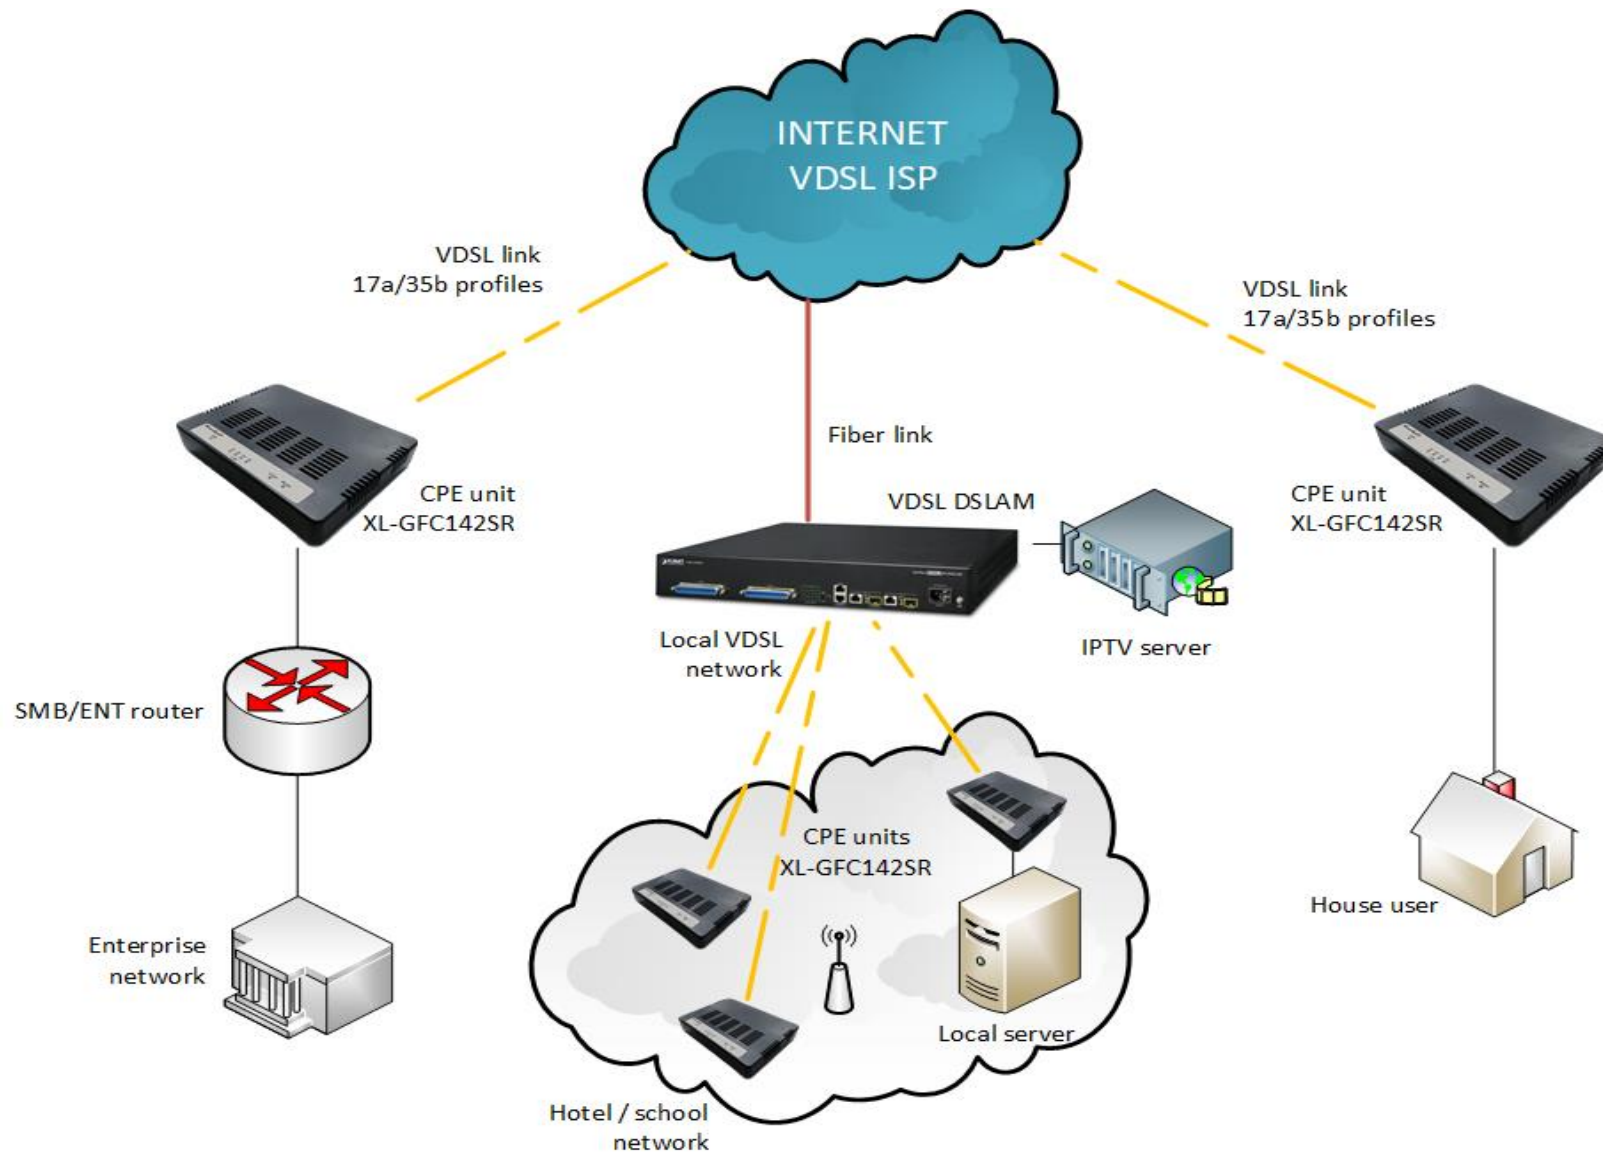 INTERNET
VDSL ISP
VDSL link
17a/35b profiles
VDSL link
17a/35b profiles
Fiber link
CPE unit
XL-GFC142SR
VDSL DSLAM
CPE unit
XL-GFC142SR
PLANET
Local VDSL
network
IPTV server
SMB/ENT router
CPE units
XL-GFC142SR
House user
Enterprise
network
Local server
Hotel / school
network